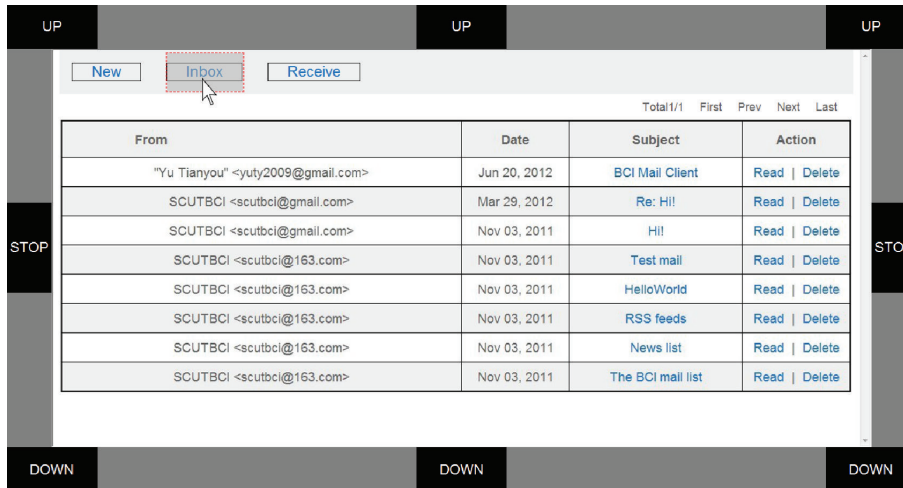 UP UP UP
New Inbox Receive
Total1/1 First Prev Next Last
From Date Subject Action
"Yu Tianyou" <yuty2009@gmail.com> Jun 20, 2012 BCI Mail Client Read | Delete
SCUTBCI <scutbci@gmail.com> Mar 29, 2012 Re: Hi! Read | Delete
SCUTBCI <scutbci@gmail.com> Nov 03, 2011 Hi! Read | Delete
STOP STO
SCUTBCI <scutbci@163.com> Nov 03, 2011 Test mail Read | Delete
SCUTBCI <scutbci@163.com> Nov 03, 2011 HelloWorld Read | Delete
SCUTBCI <scutbci@163.com> Nov 03, 2011 RSS feeds Read | Delete
SCUTBCI <scutbci@163.com> Nov 03, 2011 News list Read | Delete
SCUTBCI <scutbci@163.com> Nov 03, 2011 The BCI mail list Read | Delete
DOWN DOWN DOWN